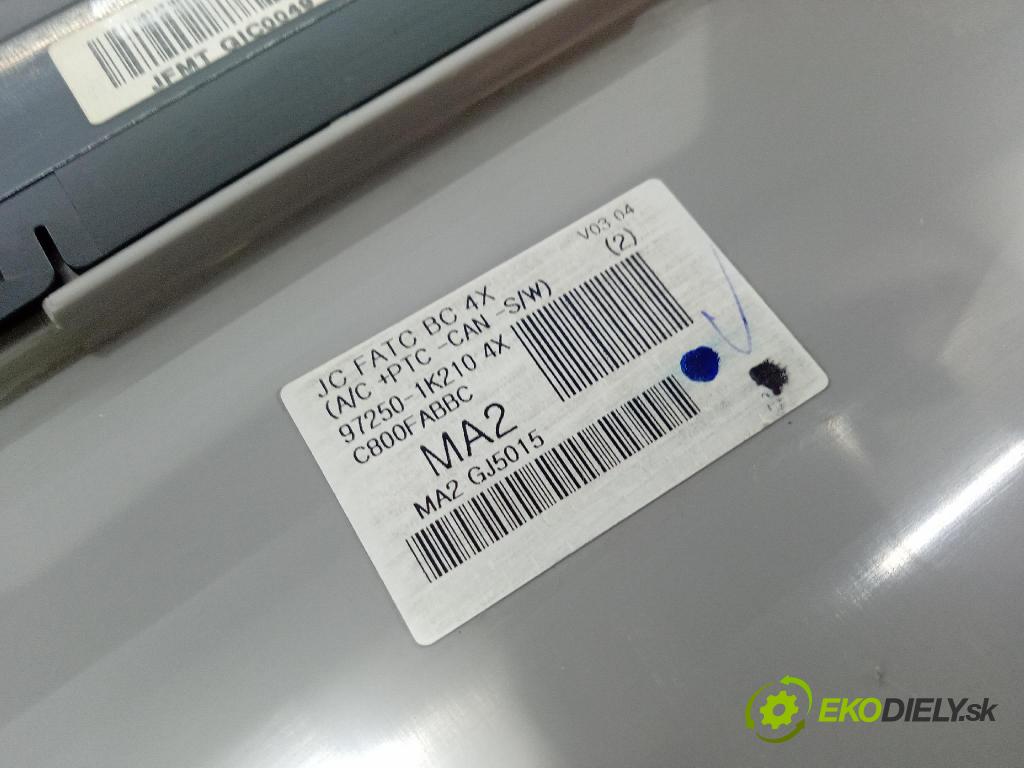 JFMT GJC0049
V03.04
(2)
JC FATC BC 4X
(A/C +PTC -CAN -S/W)
97250-1K210 4X
C800FABBC
MA2
MA2 GJ5015
EKODIELY.sk